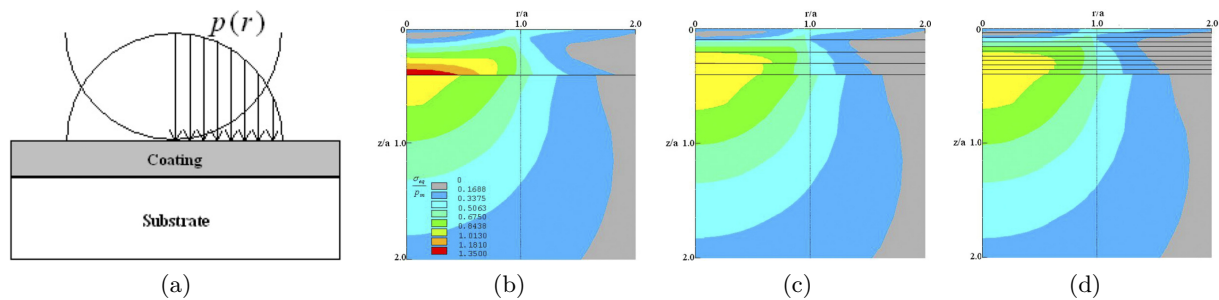 p(r)
Coating
Substrate
(a)
r/a
0 1.0 2.0
z/a 1.0
2.0
σeq
pm
0
0.1688
0.3375
0.5063
0.6750
0.8438
1.0130
1.1810
1.3500
(b)
r/a
0 1.0 2.0
z/a 1.0
2.0
(c)
r/a
0 1.0 2.0
z/a 1.0
2.0
(d)